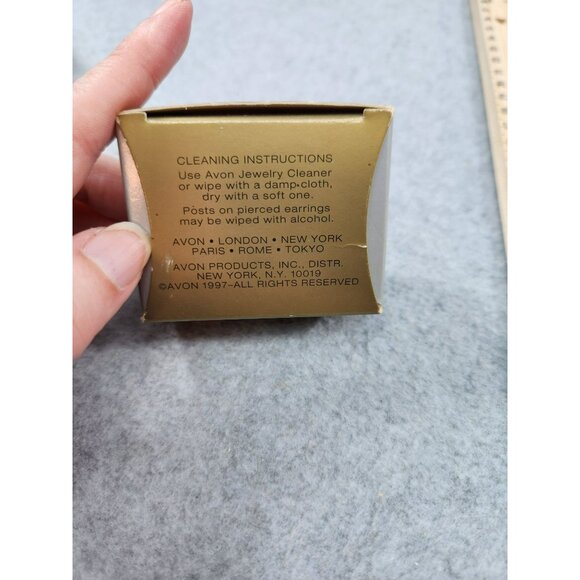 CLEANING INSTRUCTIONS
Use Avon Jewelry Cleaner
or wipe with a damp cloth,
dry with a soft one.
Posts on pierced earrings
may be wiped with alcohol.
AVON • LONDON • NEW YORK
PARIS • ROME • TOKYO
AVON PRODUCTS, INC., DISTR.
NEW YORK, N.Y. 10019
©AVON 1997–ALL RIGHTS RESERVED